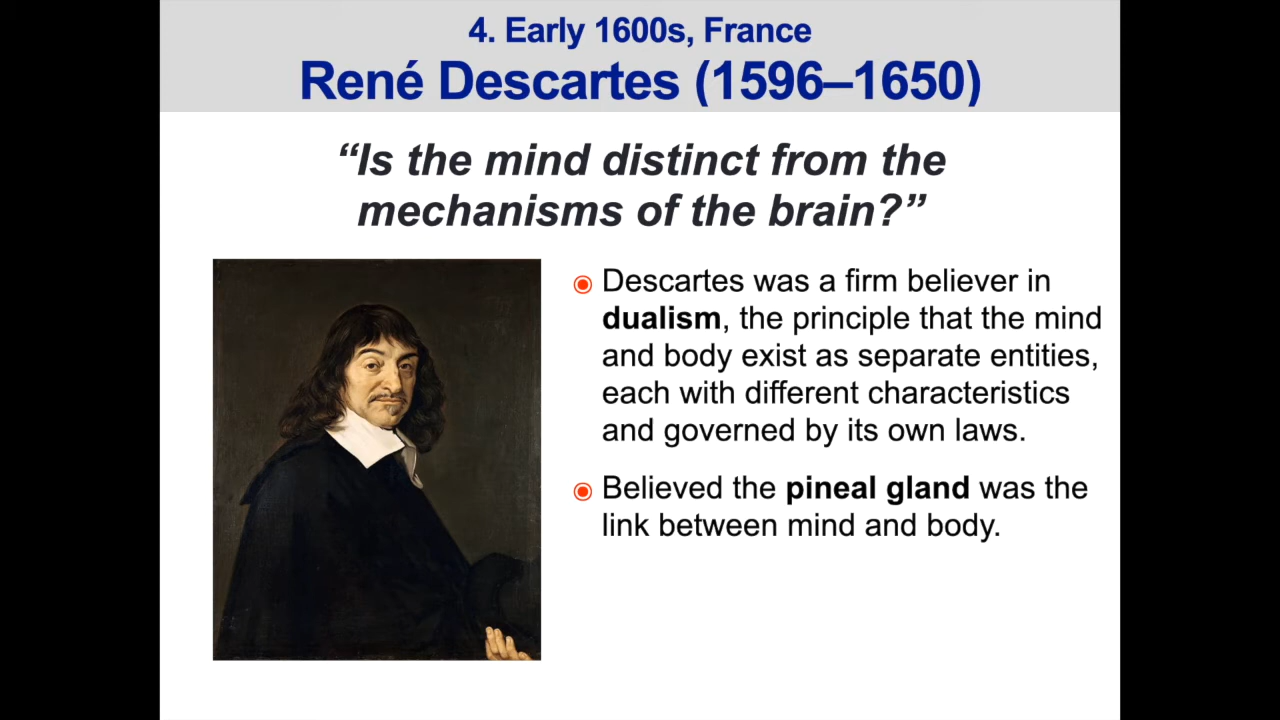 4. Early 1600s, France
René Descartes (1596–1650)
“Is the mind distinct from the
mechanisms of the brain?”
Descartes was a firm believer in
dualism, the principle that the mind
and body exist as separate entities,
each with different characteristics
and governed by its own laws.
Believed the pineal gland was the
link between mind and body.